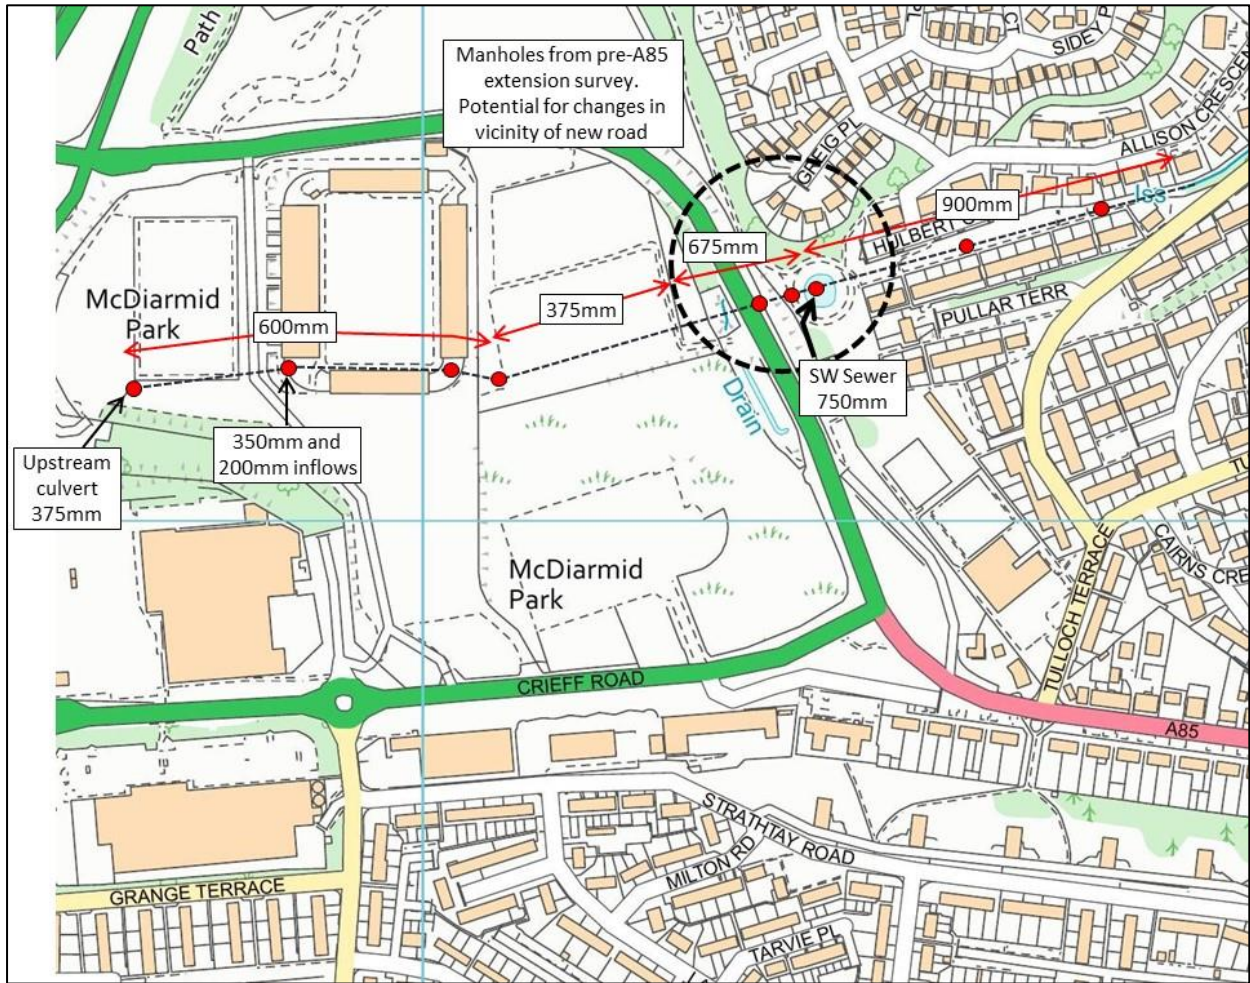 Path
Manholes from pre-A85
extension survey.
Potential for changes in
vicinity of new road
CT
SIDEY P
GREIG PL
ALLISON CRESCEN
Iss
900mm
HULBERT
675mm
PULLAR TERR
375mm
McDiarmid
Park
600mm
SW Sewer
750mm
Drain
350mm and
200mm inflows
Upstream
culvert
375mm
McDiarmid
Park
TULLOCH TERRACE
TU
CAIRNS CRE
CRIEFF ROAD
A85
STRATHTAY ROAD
MILTON RD
GRANGE TERRACE
TARVIE PL